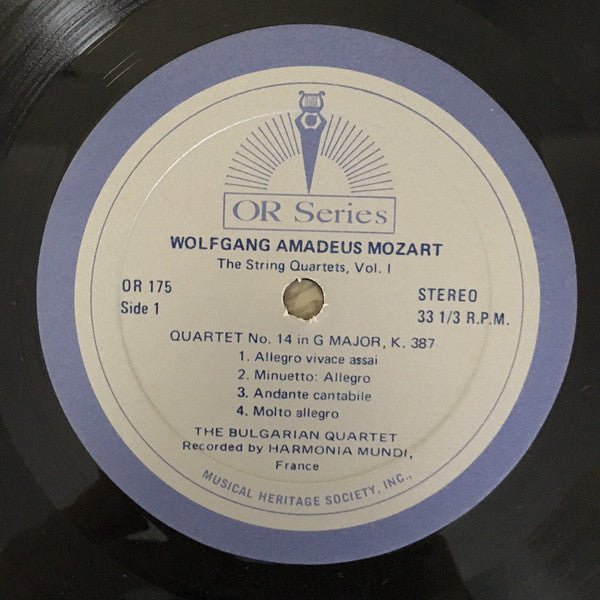 OR Series
WOLFGANG AMADEUS MOZART
The String Quartets, Vol. I
OR 175
Side 1
STEREO
33 1/3 R.P.M.
QUARTET No. 14 in G MAJOR, K. 387
1. Allegro vivace assai
2. Minuetto: Allegro
3. Andante cantabile
4. Molto allegro
THE BULGARIAN QUARTET
Recorded by HARMONIA MUNDI,
France
MUSICAL HERITAGE SOCIETY, INC.,